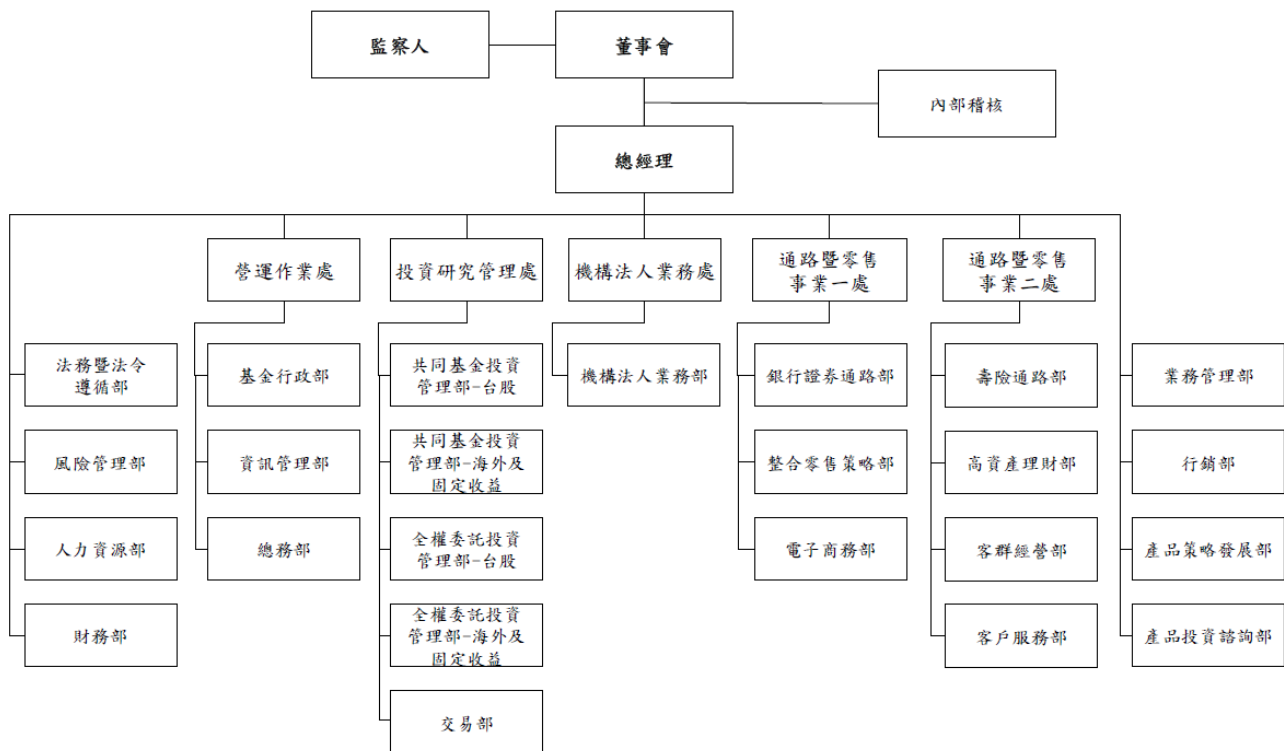 監察人
董事會
內部稽核
總經理
營運作業處
投資研究管理處
機構法人業務處
通路暨零售
事業一處
通路暨零售
事業二處
法務暨法令
遵循部
風險管理部
人力資源部
財務部
基金行政部
資訊管理部
總務部
共同基金投資
管理部-台股
共同基金投資
管理部-海外及
固定收益
全權委託投資
管理部-台股
全權委託投資
管理部-海外及
固定收益
交易部
機構法人業務部
銀行證券通路部
整合零售策略部
電子商務部
壽險通路部
高資產理財部
客群經營部
客戶服務部
業務管理部
行銷部
產品策略發展部
產品投資諮詢部